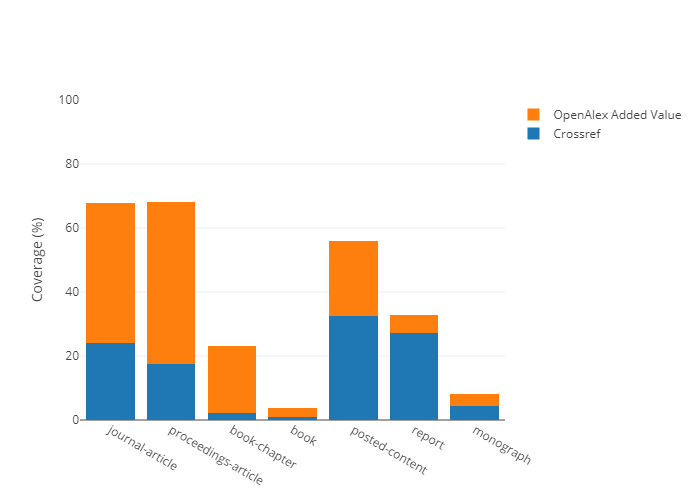 100
80
60
40
20
0
Coverage (%)
journal-article
proceedings-article
book-chapter
book
posted-content
report
monograph
OpenAlex Added Value
Crossref